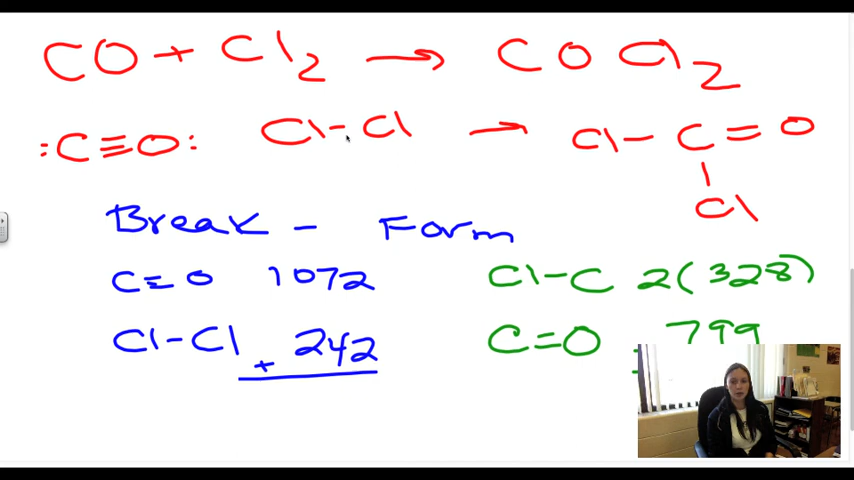 CO + Cl2 → COCl2
:C≡O: Cl-Cl → Cl-C=O
Cl
Break - Form
C≡O 1072 Cl-C 2(328)
Cl-Cl + 242 C=O 799